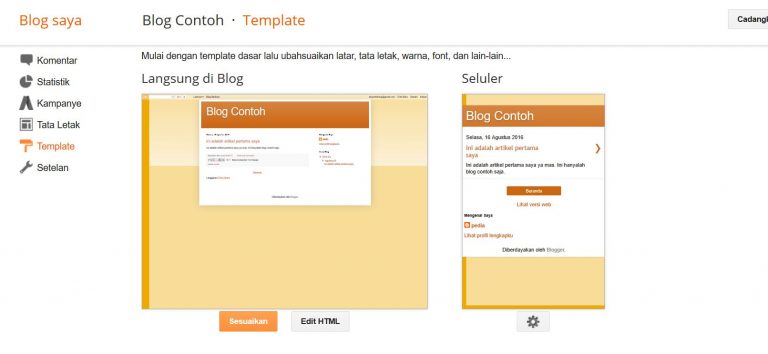 Blog saya
Blog Contoh · Template
Cadang
Mulai dengan template dasar lalu ubahsuaikan latar, tata letak, warna, font, dan lain-lain...
Komentar
Statistik
Kampanye
Tata Letak
Template
Setelan
Langsung di Blog
Blog Contoh
Ini adalah artikel pertama saya
Sesuaikan
Edit HTML
Seluler
Blog Contoh
Selasa, 16 Agustus 2016
Ini adalah artikel pertama
saya
Ini adalah artikel pertama saya ya mas. Ini hanyalah
blog contoh saja.
Beranda
Lihat versi web
Mengenai Saya
pedia
Lihat profil lengkapku
Diberdayakan oleh Blogger.